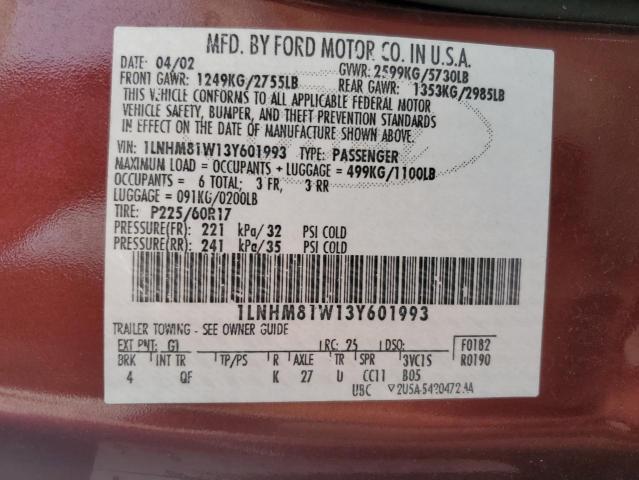 MFD. BY FORD MOTOR CO. IN U.S.A.
DATE: 04/02 GVWR: 2599KG/5730LB
FRONT GAWR: 1249KG/2755LB REAR GAWR: 1353KG/2985LB
THIS VEHICLE CONFORMS TO ALL APPLICABLE FEDERAL MOTOR
VEHICLE SAFETY, BUMPER, AND THEFT PREVENTION STANDARDS
IN EFFECT ON THE DATE OF MANUFACTURE SHOWN ABOVE.
VIN: 1LNHM81W13Y601993 TYPE: PASSENGER
MAXIMUM LOAD = OCCUPANTS + LUGGAGE = 499KG/1100LB
OCCUPANTS = 6 TOTAL; 3 FR, 3 RR
LUGGAGE = 091KG/0200LB
TIRE: P225/60R17
PRESSURE(FR): 221 kPa/32 PSI COLD
PRESSURE(RR): 241 kPa/35 PSI COLD
1LNHM81W13Y601993
TRAILER TOWING - SEE OWNER GUIDE
EXT PNT: G1 RC: 25 DSO: F0182
BRK INT TR TP/PS R AXLE TR SPR 3VC1S R0190
4 QF K 27 U CC11 B05
UBC 2U5A-5420472-AA